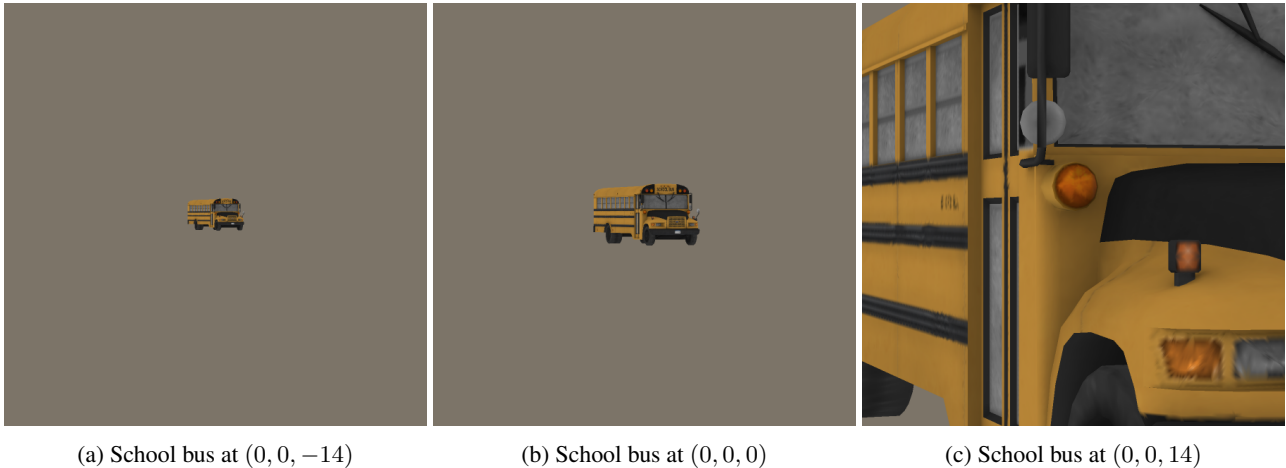 (a) School bus at (0, 0, −14)
(b) School bus at (0, 0, 0)
(c) School bus at (0, 0, 14)